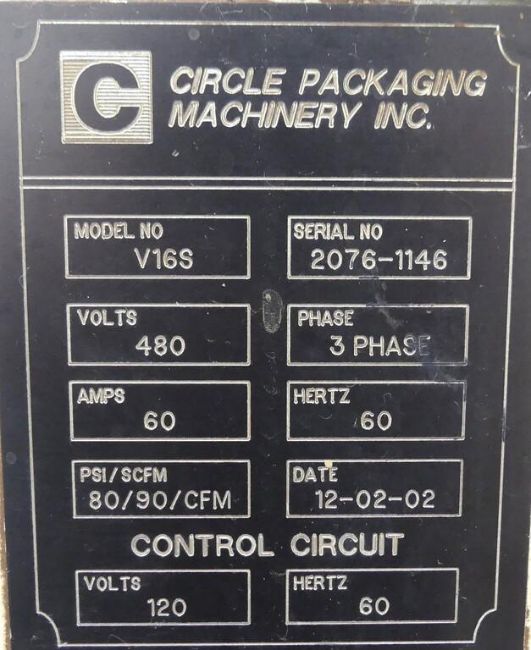 C CIRCLE PACKAGING
MACHINERY INC.
MODEL NO
V16S
SERIAL NO
2076-1146
VOLTS
480
PHASE
3 PHASE
AMPS
60
HERTZ
60
PSI/SCFM
80/90/CFM
DATE
12-02-02
CONTROL CIRCUIT
VOLTS
120
HERTZ
60